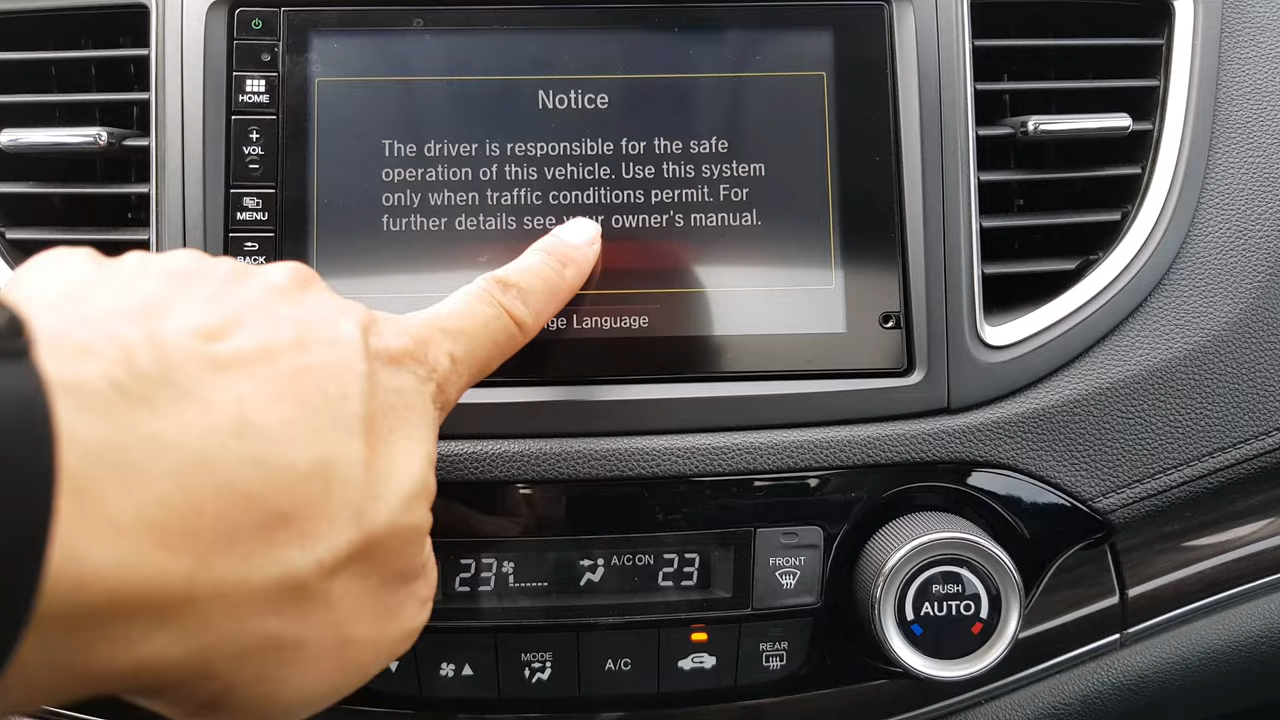 HOME
+
VOL
−
MENU
BACK
Notice
The driver is responsible for the safe
operation of this vehicle. Use this system
only when traffic conditions permit. For
further details see your owner's manual.
ge Language
23
A/C ON
23
FRONT
PUSH
AUTO
MODE
A/C
REAR